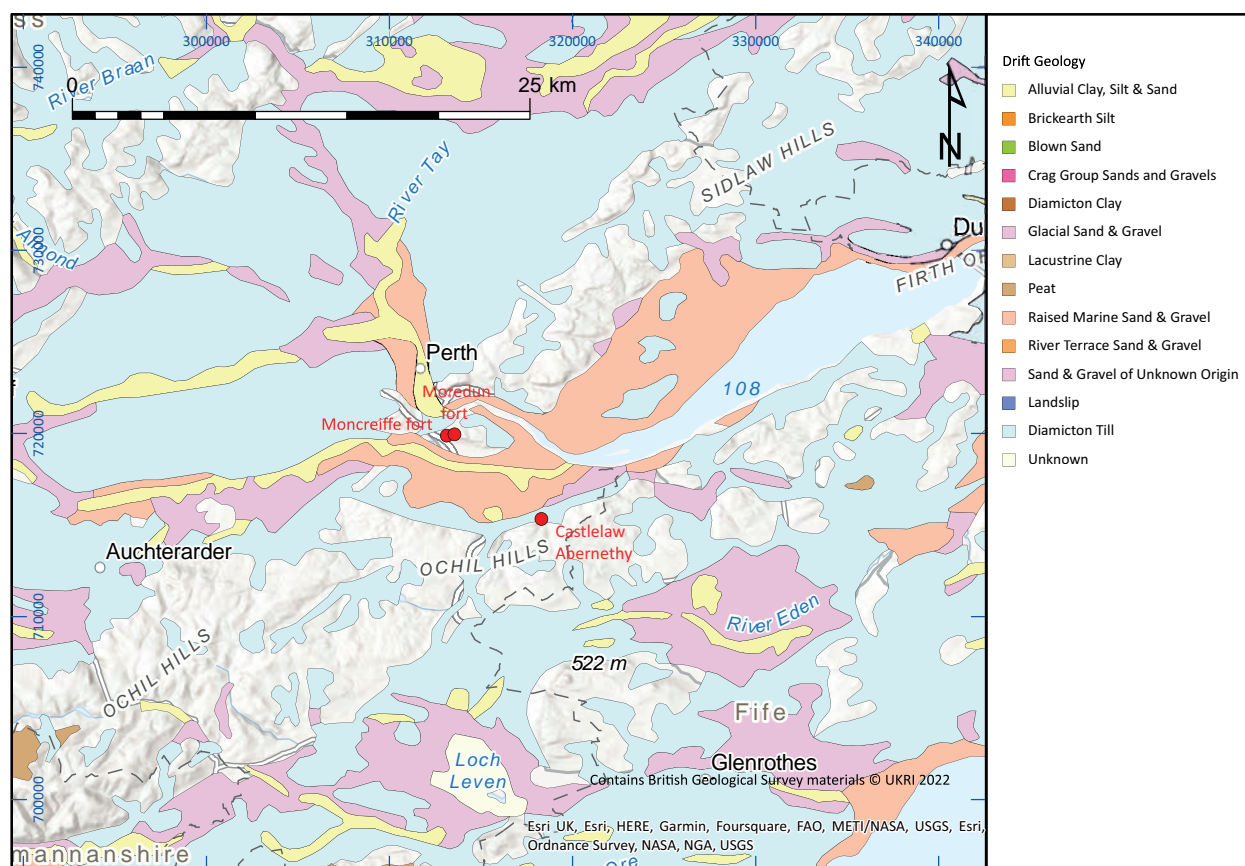 ss
300000
310000
320000
330000
340000
740000
730000
720000
710000
700000
River Braan
0
25 km
N
River Tay
SIDLAW HILLS
Almond
Du
FIRTH OF
Perth
108
Moredun
fort
Moncreiffe fort
Castlelaw
Abernethy
OCHIL HILLS
Auchterarder
River Eden
522 m
OCHIL HILLS
Fife
Loch
Leven
Glenrothes
Contains British Geological Survey materials © UKRI 2022
Esri UK, Esri, HERE, Garmin, Foursquare, FAO, METI/NASA, USGS, Esri,
Ordnance Survey, NASA, NGA, USGS
mannanshire
Ore
Drift Geology
Alluvial Clay, Silt & Sand
Brickearth Silt
Blown Sand
Crag Group Sands and Gravels
Diamicton Clay
Glacial Sand & Gravel
Lacustrine Clay
Peat
Raised Marine Sand & Gravel
River Terrace Sand & Gravel
Sand & Gravel of Unknown Origin
Landslip
Diamicton Till
Unknown